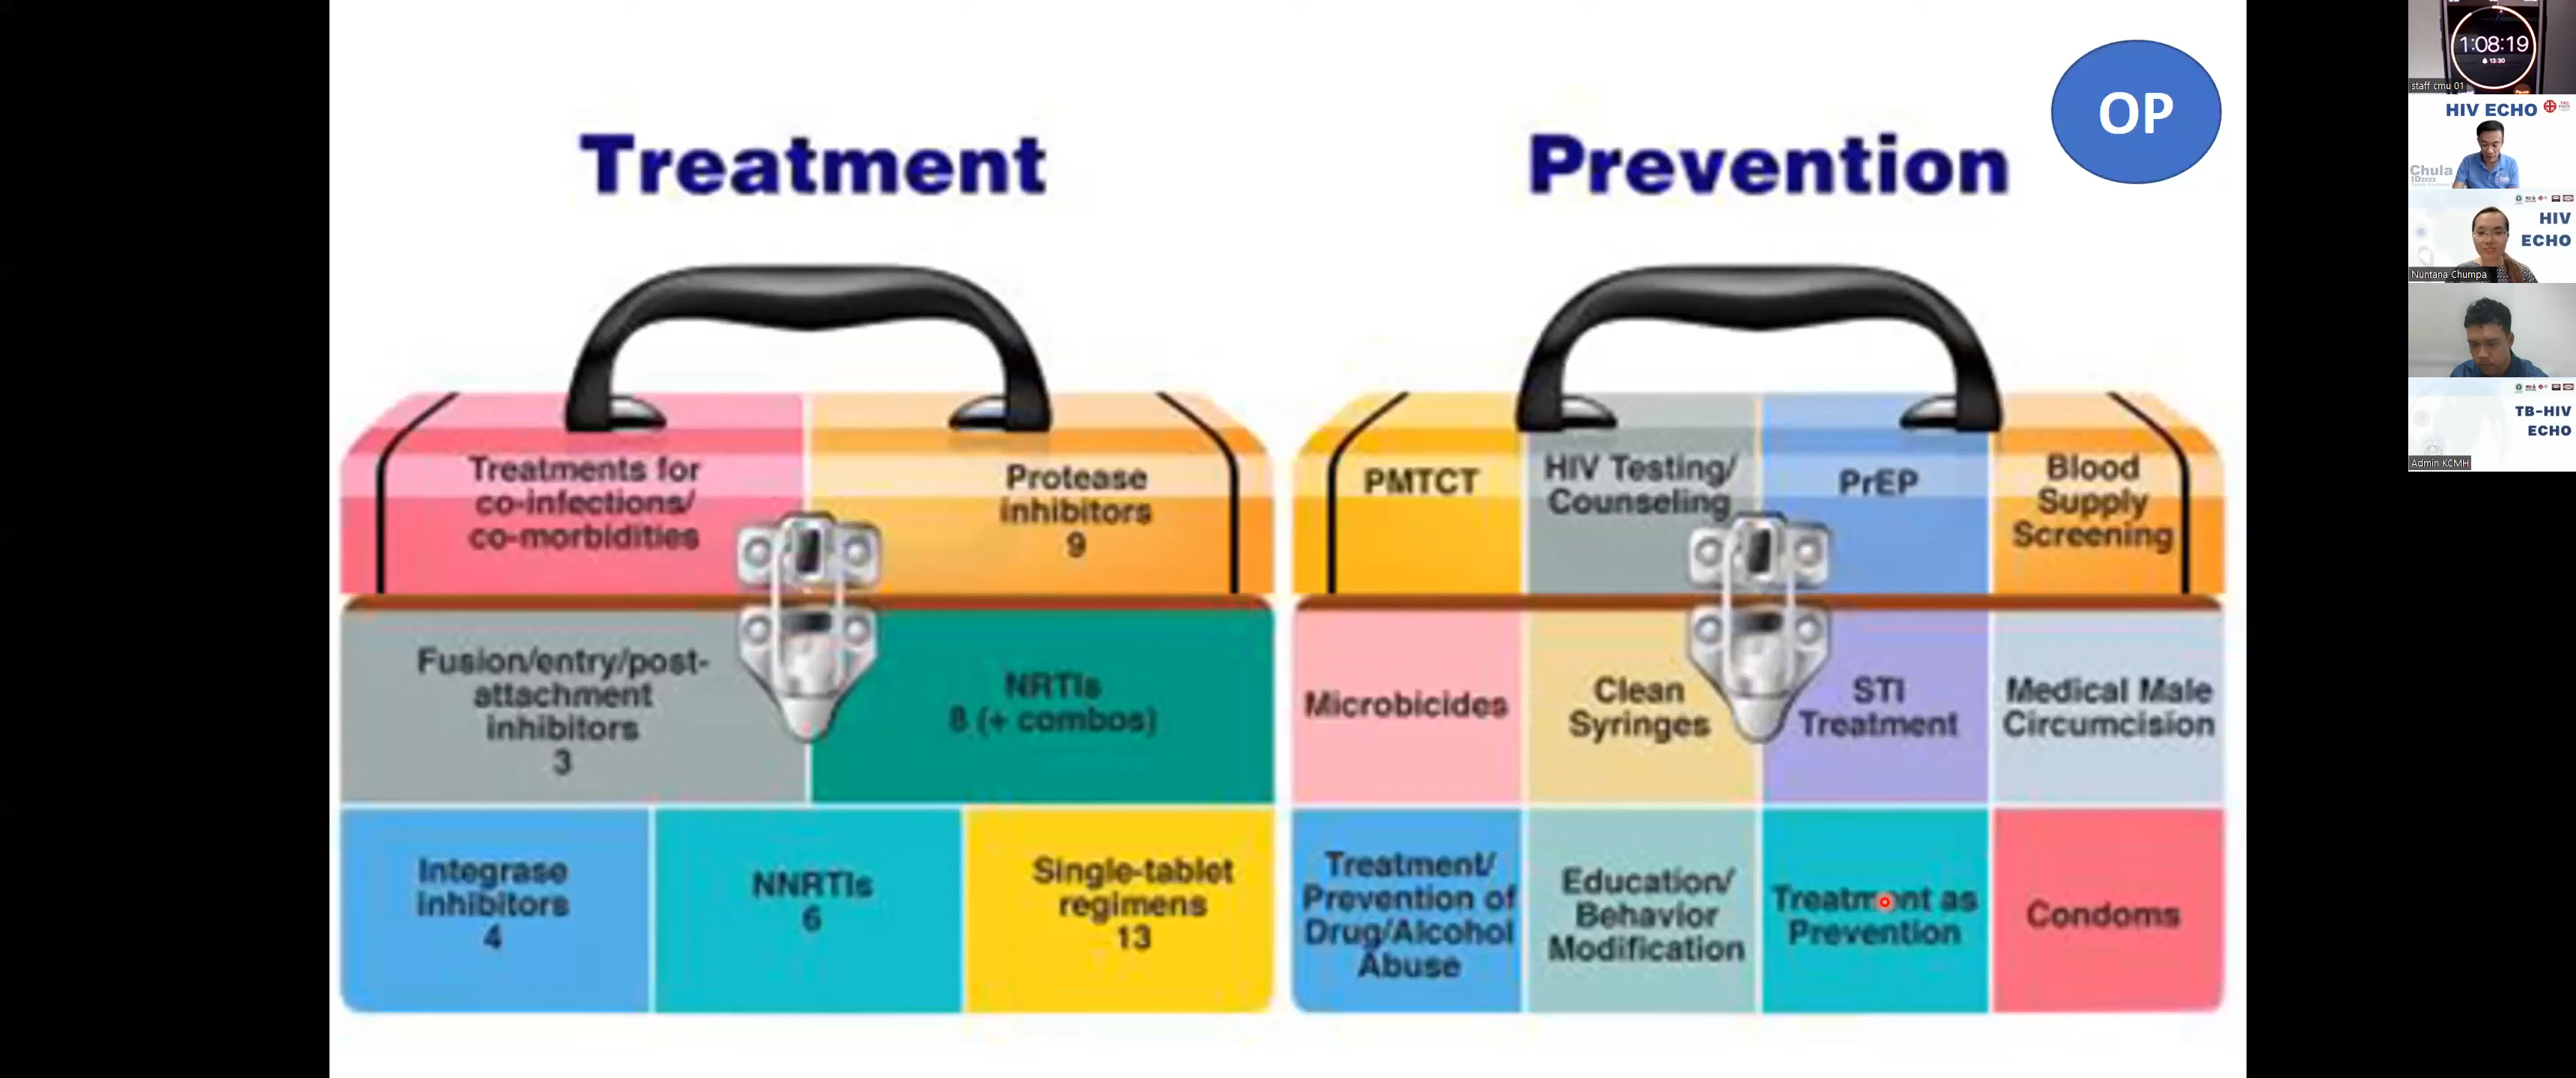 Treatment
Treatments for
co-infections/
co-morbidities
Protease
inhibitors
9
Fusion/entry/post-
attachment
inhibitors
3
NRTIs
8 (+ combos)
Integrase
inhibitors
4
NNRTIs
6
Single-tablet
regimens
13
Prevention
OP
PMTCT
HIV Testing/
Counseling
PrEP
Blood
Supply
Screening
Microbicides
Clean
Syringes
STI
Treatment
Medical Male
Circumcision
Treatment/
Prevention of
Drug/Alcohol
Abuse
Education/
Behavior
Modification
Treatment as
Prevention
Condoms
1:08:19
13:30
staff cmu 01
HIV ECHO
Chula
ID2022
HIV
ECHO
Nuntana Chumpa
TB-HIV
ECHO
Admin KCMH